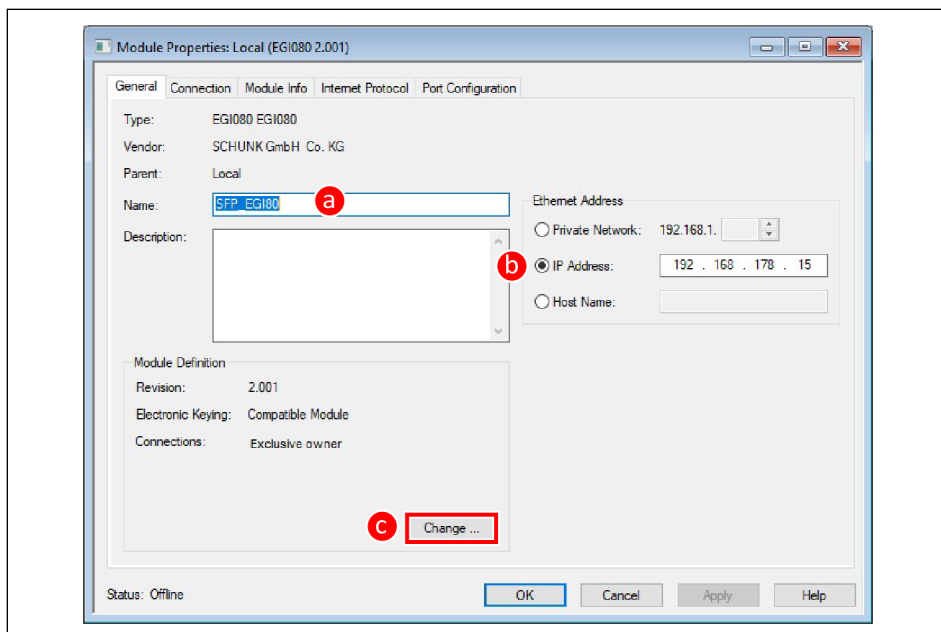 Module Properties: Local (EGI080 2.001)
General Connection Module Info Internet Protocol Port Configuration
Type: EGI080 EGI080
Vendor: SCHUNK GmbH Co. KG
Parent: Local
Name: SFP_EGI80 a
Description:
Ethernet Address
Private Network: 192.168.1.
b IP Address: 192 . 168 . 178 . 15
Host Name:
Module Definition
Revision: 2.001
Electronic Keying: Compatible Module
Connections: Exclusive owner
c Change ...
Status: Offline OK Cancel Apply Help